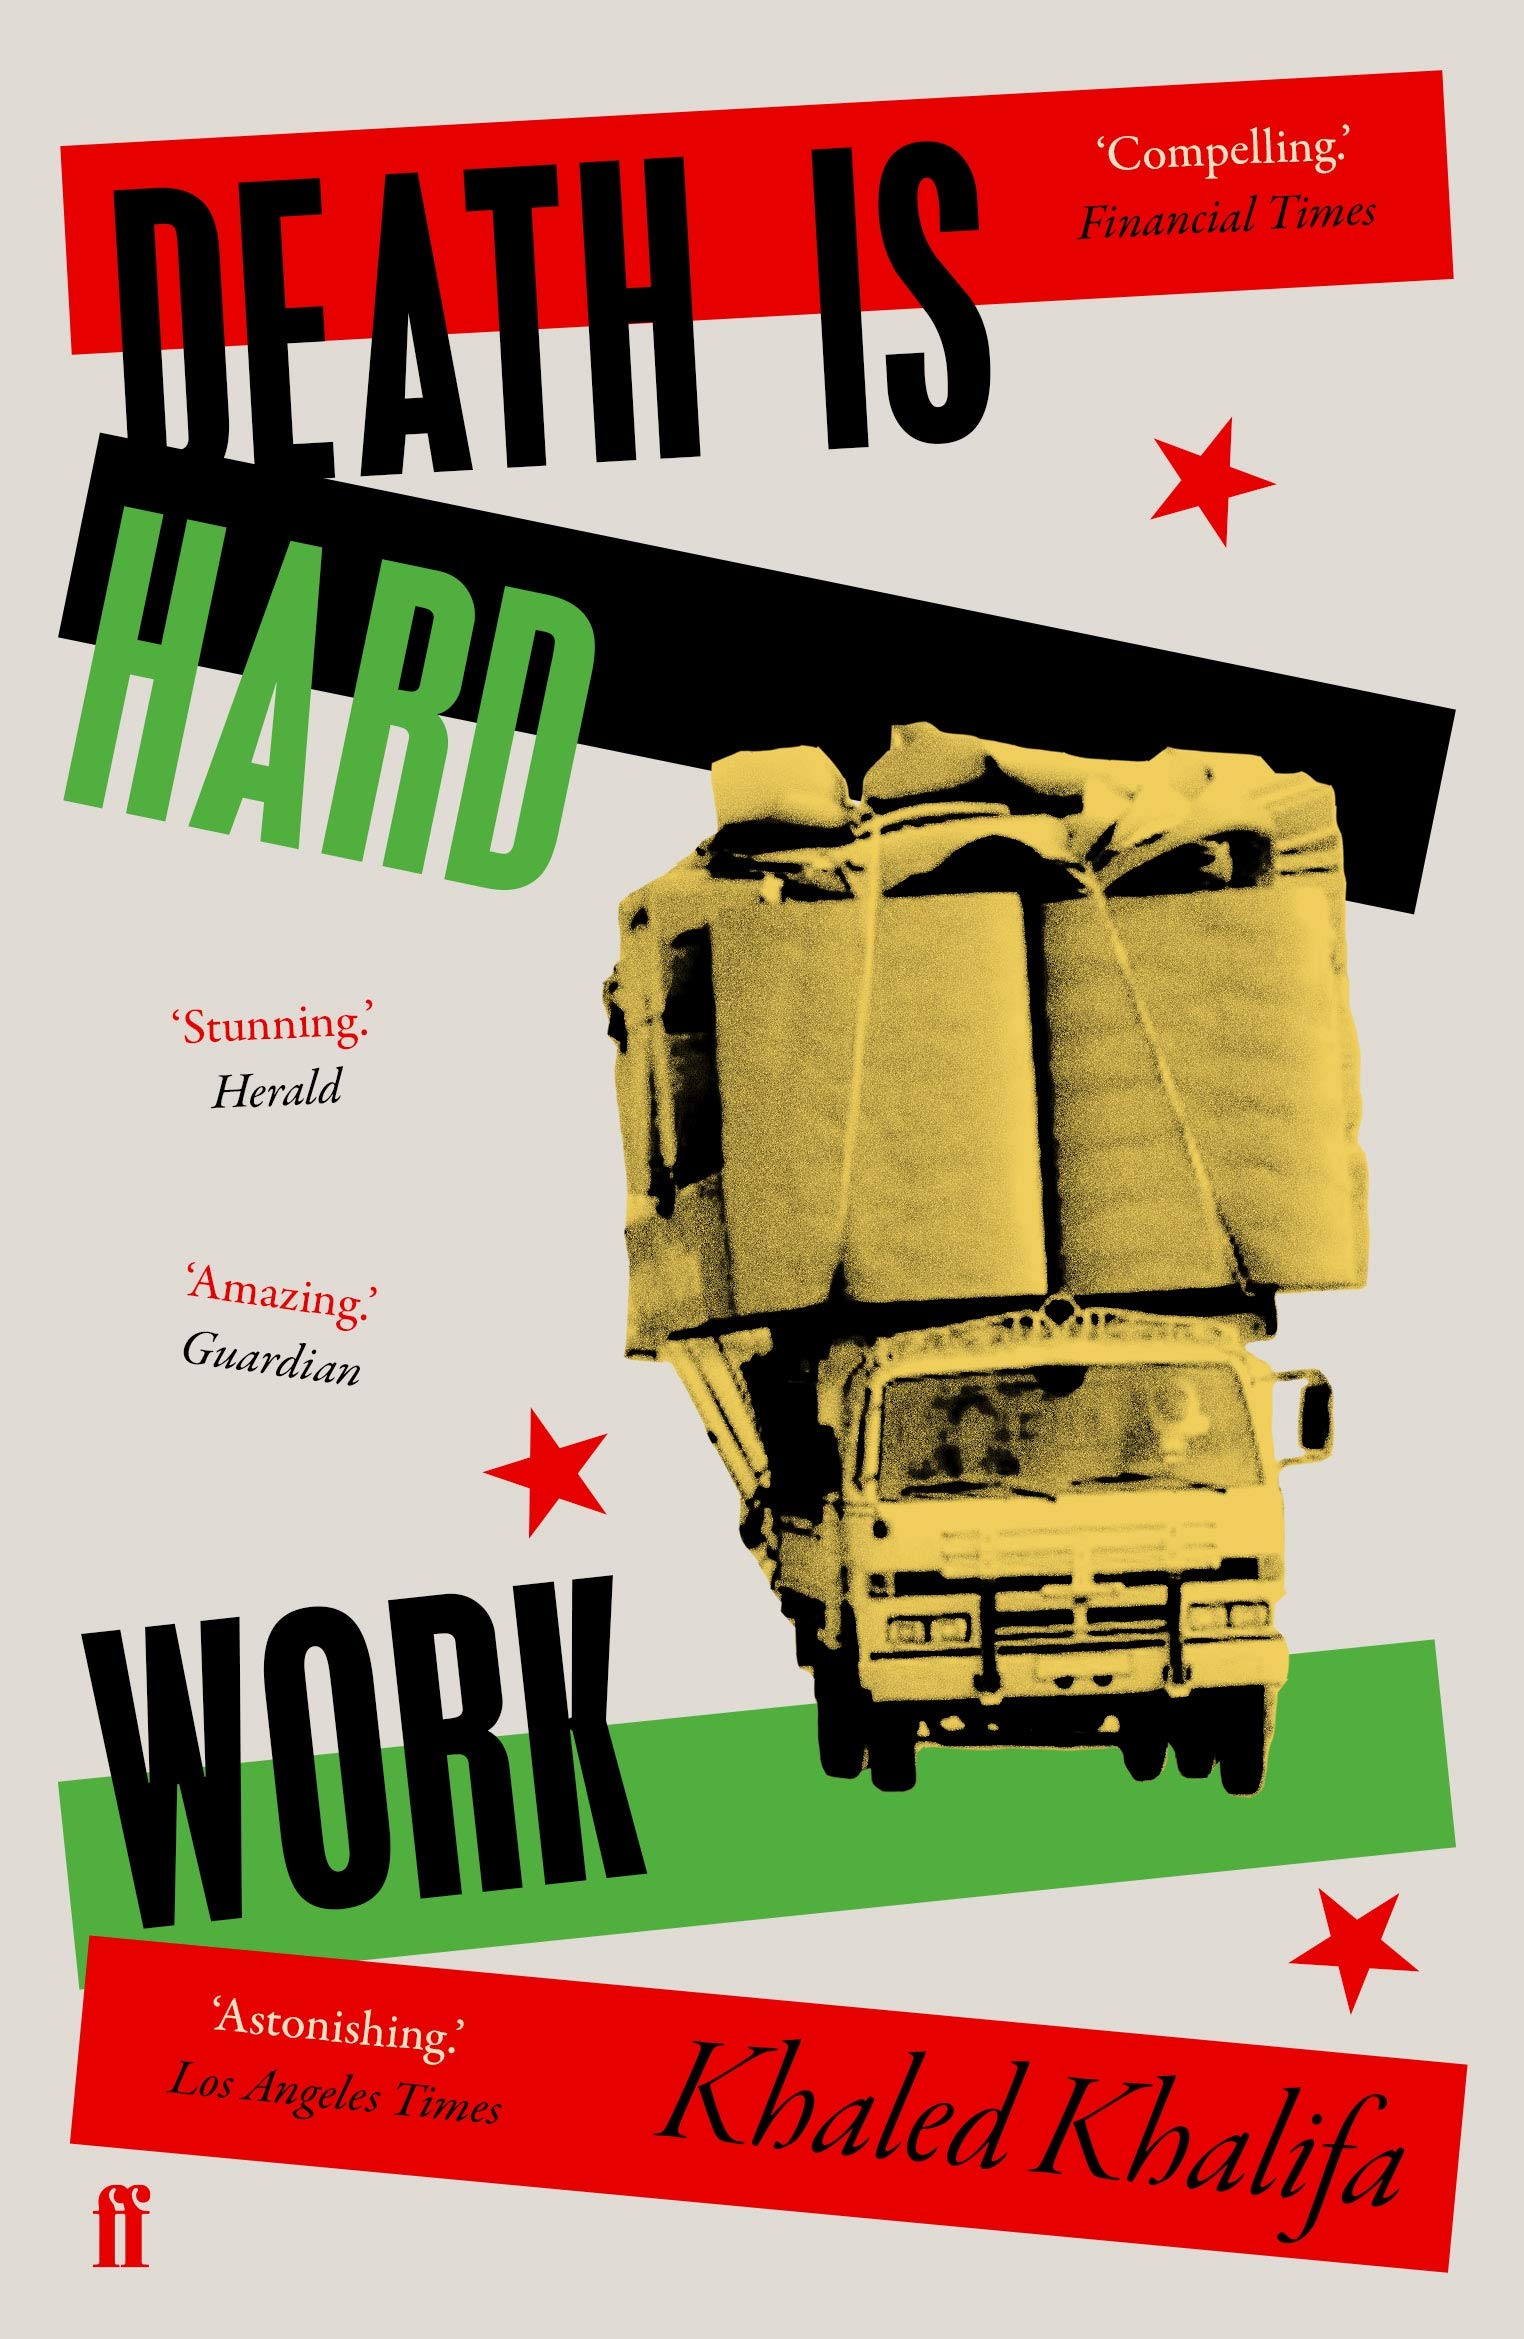 DEATH IS
‘Compelling.’
Financial Times
HARD
‘Stunning.’
Herald
‘Amazing.’
Guardian
WORK
‘Astonishing.’
Los Angeles Times
Khaled Khalifa
ff